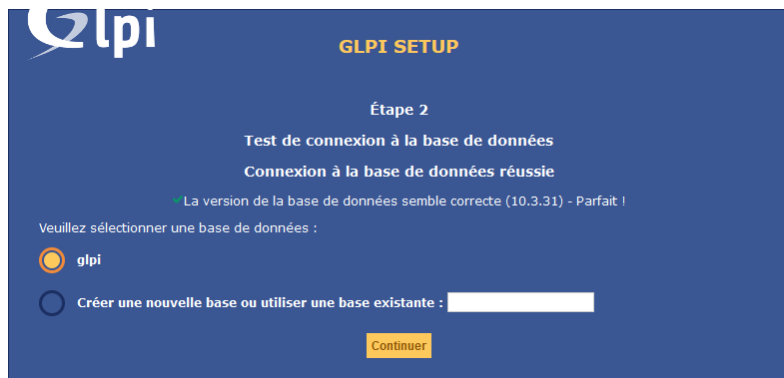 Glpi
GLPI SETUP
Étape 2
Test de connexion à la base de données
Connexion à la base de données réussie
La version de la base de données semble correcte (10.3.31) - Parfait !
Veuillez sélectionner une base de données :
glpi
Créer une nouvelle base ou utiliser une base existante :
Continuer